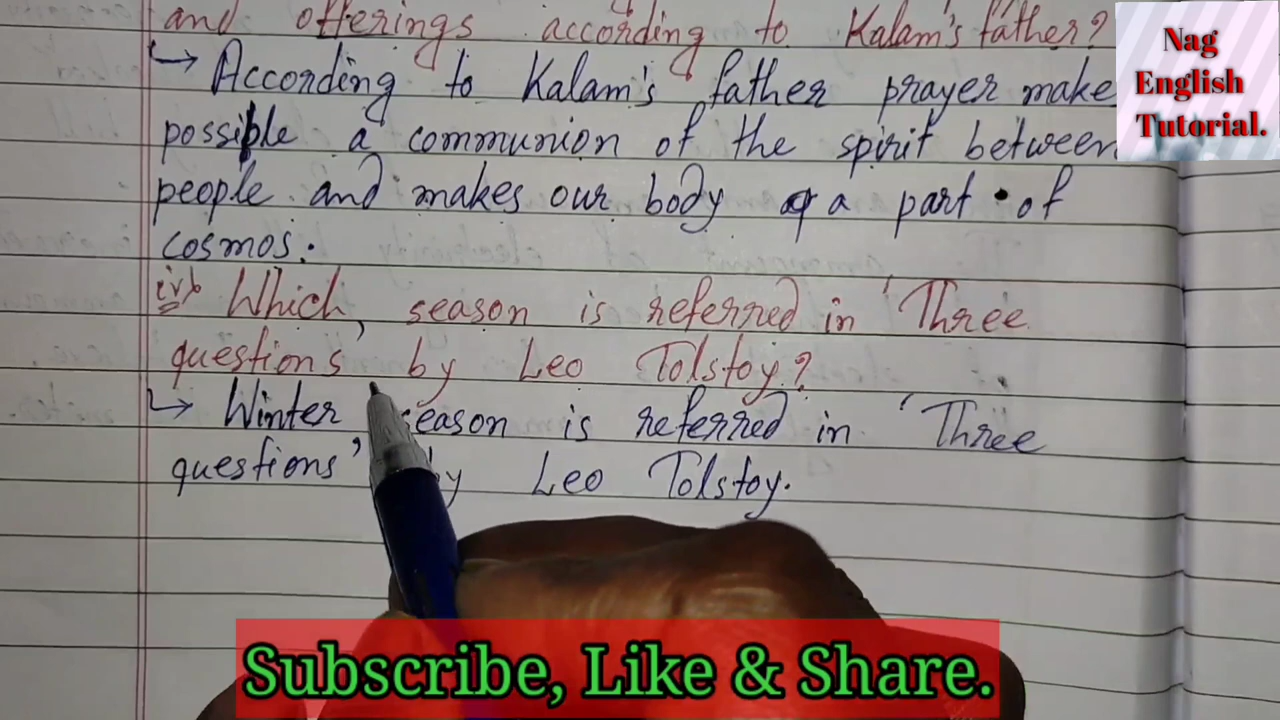 and offerings according to Kalam's father?
Nag
English
Tutorial.
↳ According to Kalam's father prayer make
possible a communion of the spirit between
people and makes our body a part of
cosmos.
iv) Which season is referred in 'Three
questions' by Leo Tolstoy?
↳ Winter season is referred in 'Three
questions' by Leo Tolstoy.
Subscribe, Like & Share.